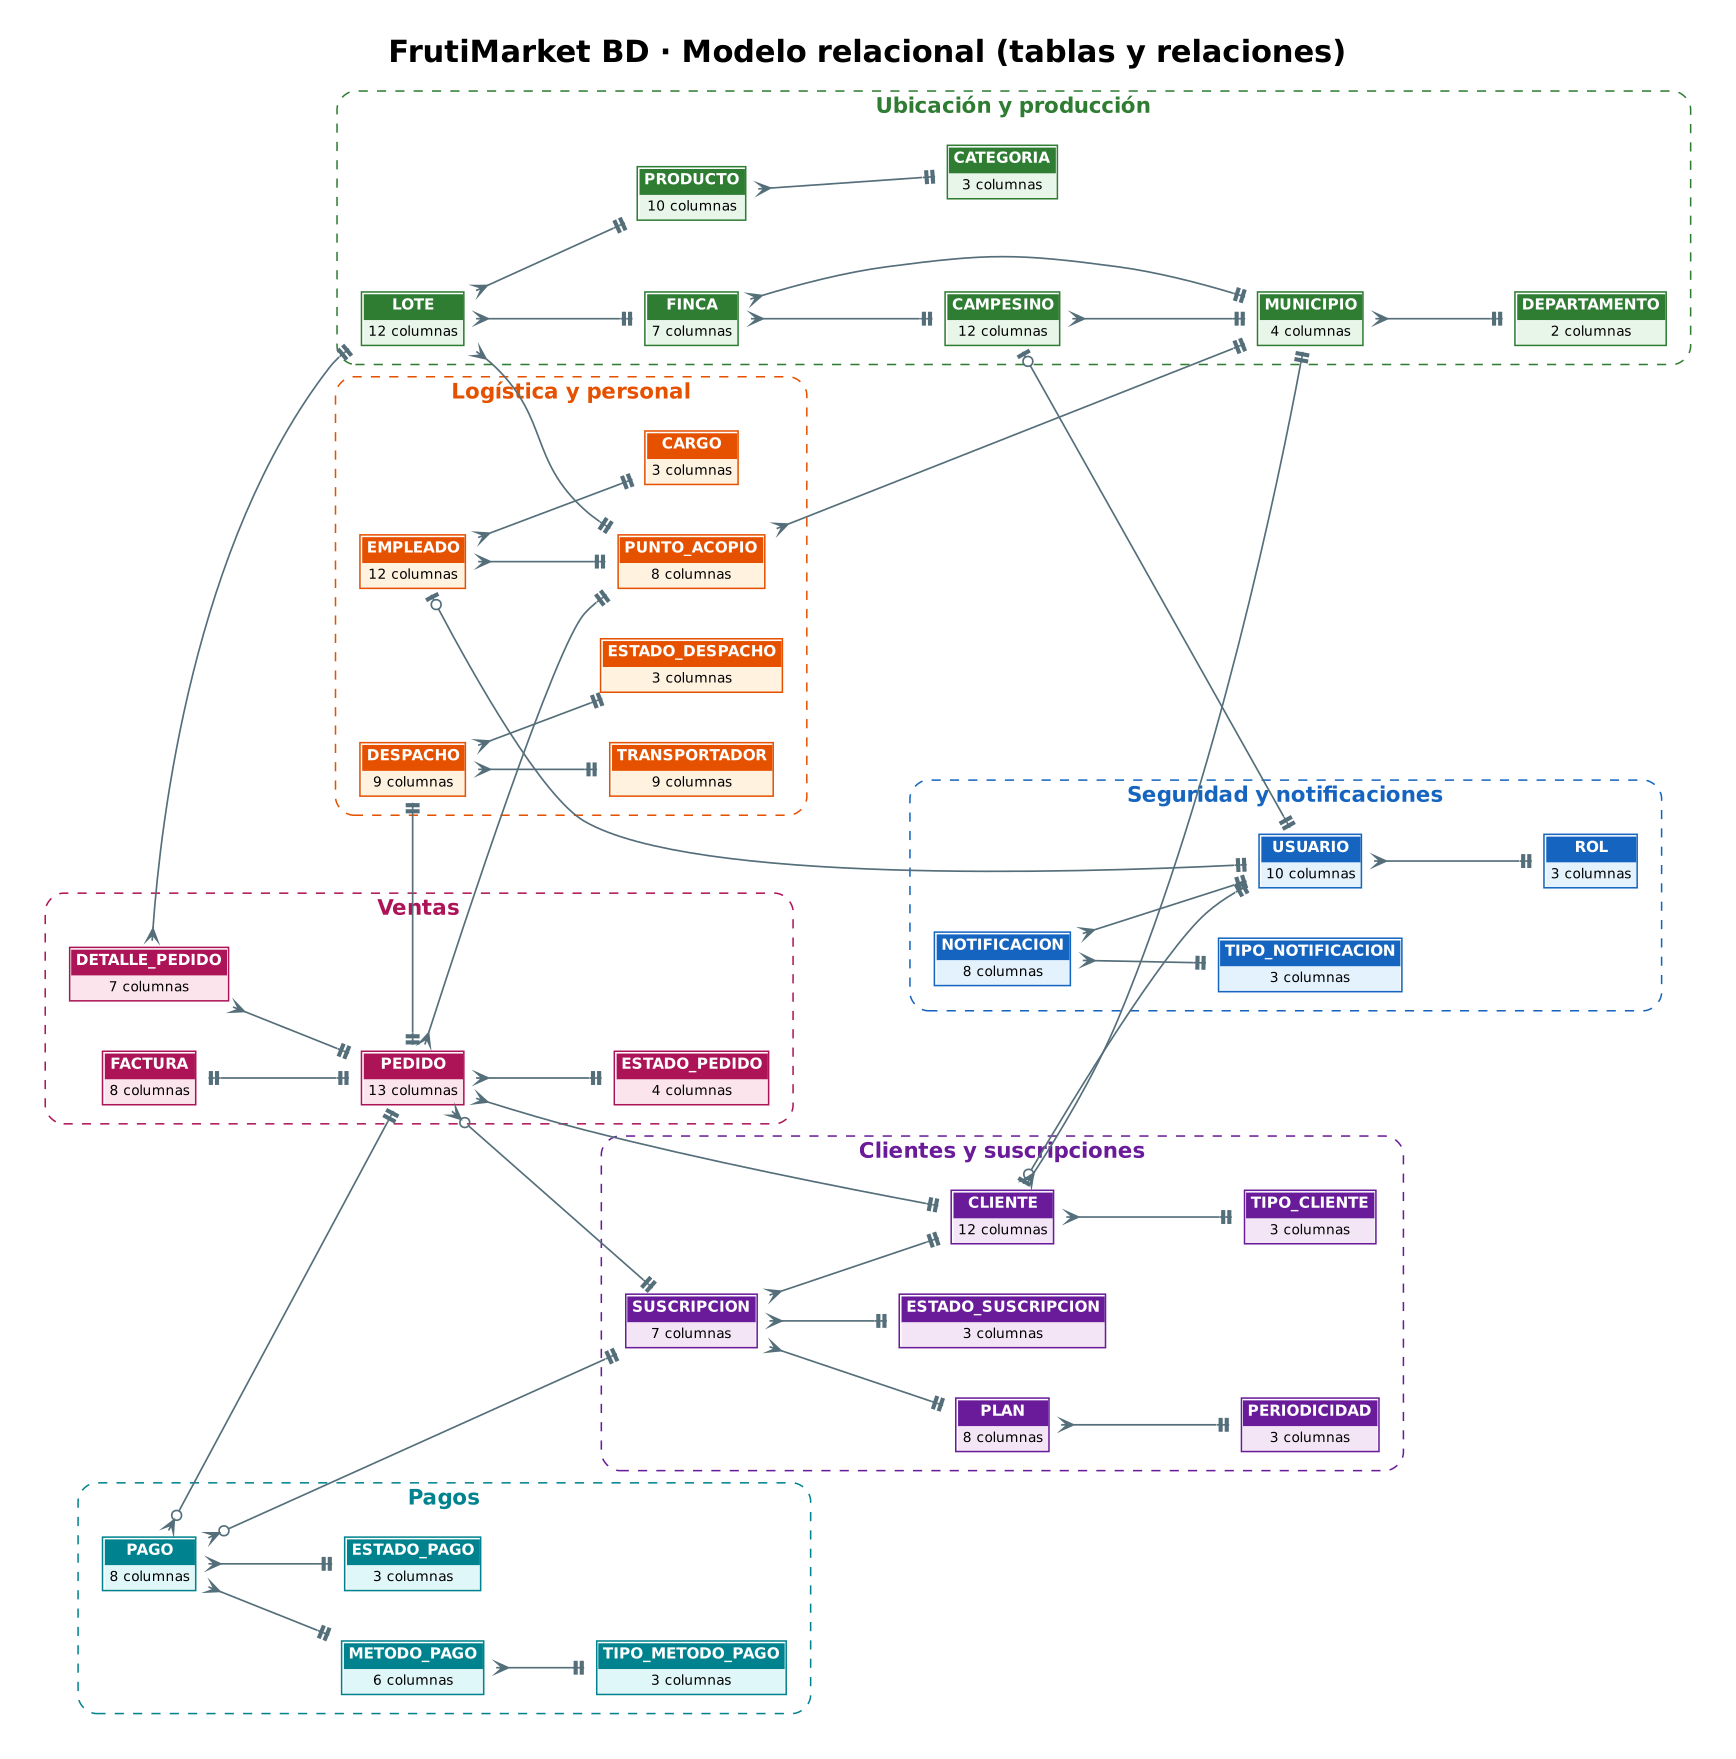 FrutiMarket BD · Modelo relacional (tablas y relaciones)
Ubicación y producción
CATEGORIA
3 columnas
PRODUCTO
10 columnas
LOTE
12 columnas
FINCA
7 columnas
CAMPESINO
12 columnas
MUNICIPIO
4 columnas
DEPARTAMENTO
2 columnas
Logística y personal
CARGO
3 columnas
EMPLEADO
12 columnas
PUNTO_ACOPIO
8 columnas
ESTADO_DESPACHO
3 columnas
DESPACHO
9 columnas
TRANSPORTADOR
9 columnas
Seguridad y notificaciones
USUARIO
10 columnas
ROL
3 columnas
NOTIFICACION
8 columnas
TIPO_NOTIFICACION
3 columnas
Ventas
DETALLE_PEDIDO
7 columnas
FACTURA
8 columnas
PEDIDO
13 columnas
ESTADO_PEDIDO
4 columnas
Clientes y suscripciones
CLIENTE
12 columnas
TIPO_CLIENTE
3 columnas
SUSCRIPCION
7 columnas
ESTADO_SUSCRIPCION
3 columnas
PLAN
8 columnas
PERIODICIDAD
3 columnas
Pagos
PAGO
8 columnas
ESTADO_PAGO
3 columnas
METODO_PAGO
6 columnas
TIPO_METODO_PAGO
3 columnas